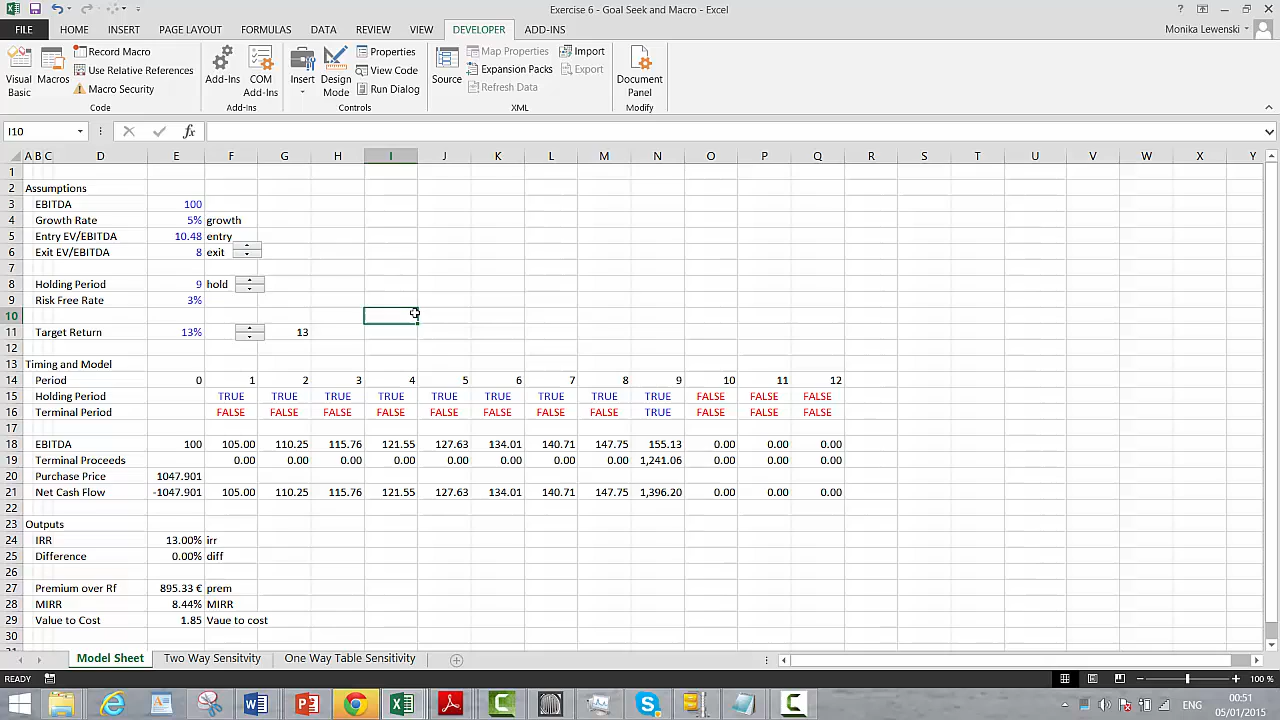 Exercise 6 - Goal Seek and Macro - Excel
FILE HOME INSERT PAGE LAYOUT FORMULAS DATA REVIEW VIEW DEVELOPER ADD-INS Monika Lewenski
Visual Basic
Macros
Record Macro
Use Relative References
Macro Security
Code
Add-Ins
COM Add-Ins
Add-Ins
Insert
Design Mode
Properties
View Code
Run Dialog
Controls
Source
Map Properties
Expansion Packs
Refresh Data
Import
Export
XML
Document Panel
Modify
I10
fx
A B C D E F G H I J K L M N O P Q R S T U V W X Y
1
2 Assumptions
3 EBITDA 100
4 Growth Rate 5% growth
5 Entry EV/EBITDA 10.48 entry
6 Exit EV/EBITDA 8 exit
7
8 Holding Period 9 hold
9 Risk Free Rate 3%
10
11 Target Return 13% 13
12
13 Timing and Model
14 Period 0 1 2 3 4 5 6 7 8 9 10 11 12
15 Holding Period TRUE TRUE TRUE TRUE TRUE TRUE TRUE TRUE TRUE FALSE FALSE FALSE
16 Terminal Period FALSE FALSE FALSE FALSE FALSE FALSE FALSE FALSE TRUE FALSE FALSE FALSE
17
18 EBITDA 100 105.00 110.25 115.76 121.55 127.63 134.01 140.71 147.75 155.13 0.00 0.00 0.00
19 Terminal Proceeds 0.00 0.00 0.00 0.00 0.00 0.00 0.00 0.00 1,241.06 0.00 0.00 0.00
20 Purchase Price 1047.901
21 Net Cash Flow -1047.901 105.00 110.25 115.76 121.55 127.63 134.01 140.71 147.75 1,396.20 0.00 0.00 0.00
22
23 Outputs
24 IRR 13.00% irr
25 Difference 0.00% diff
26
27 Premium over Rf 895.33 € prem
28 MIRR 8.44% MIRR
29 Value to Cost 1.85 Vaue to cost
30
Model Sheet Two Way Sensitvity One Way Table Sensitivity
READY 100 %
ENG
00:51
05/01/2015